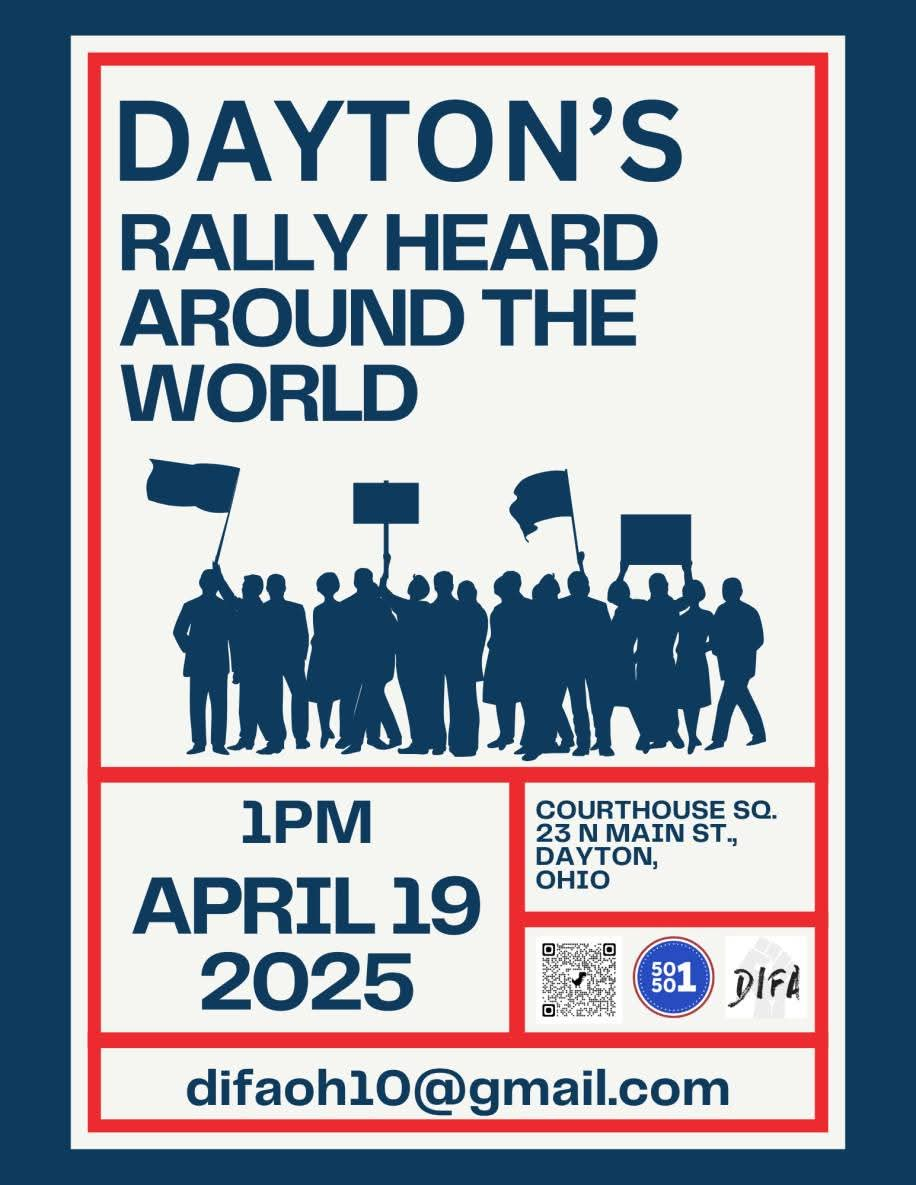 DAYTON'S
RALLY HEARD
AROUND THE
WORLD
1PM
APRIL 19
2025
COURTHOUSE SQ.
23 N MAIN ST.,
DAYTON,
OHIO
50
50
1
DIFA
difaoh10@gmail.com